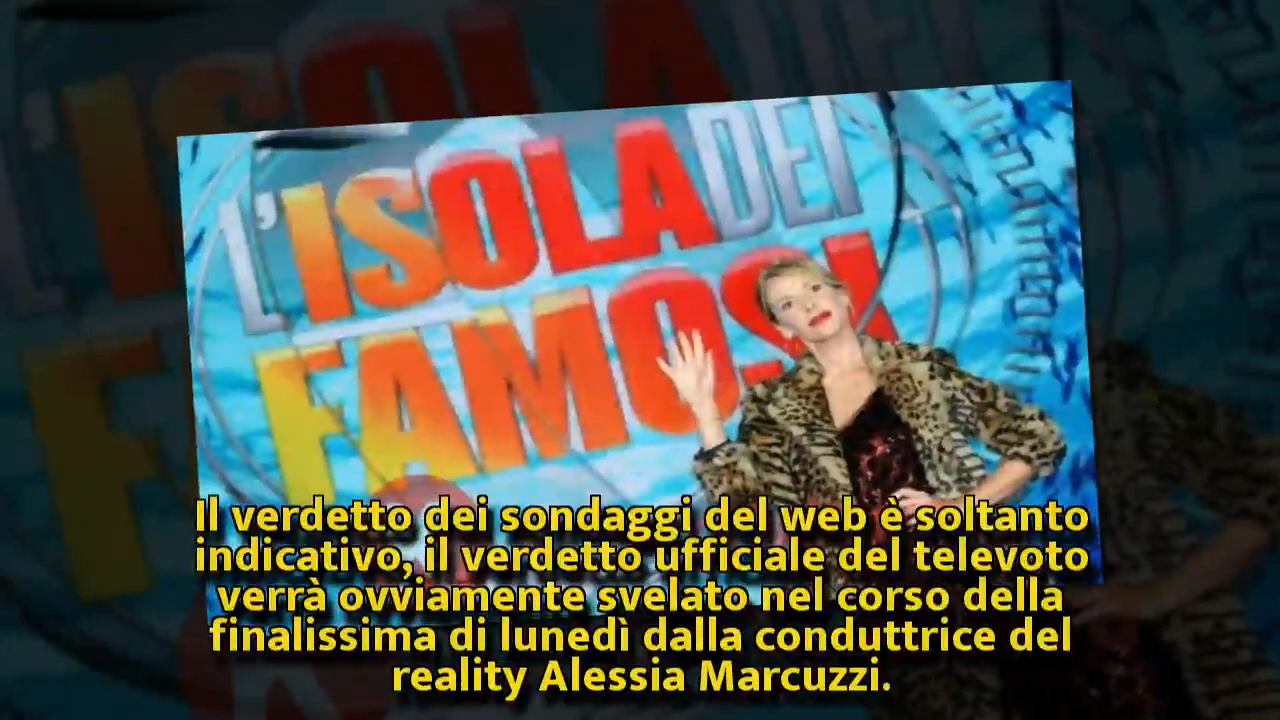 L'ISOLA DEI
FAMOSI
Il verdetto dei sondaggi del web è soltanto
indicativo, il verdetto ufficiale del televoto
verrà ovviamente svelato nel corso della
finalissima di lunedì dalla conduttrice del
reality Alessia Marcuzzi.